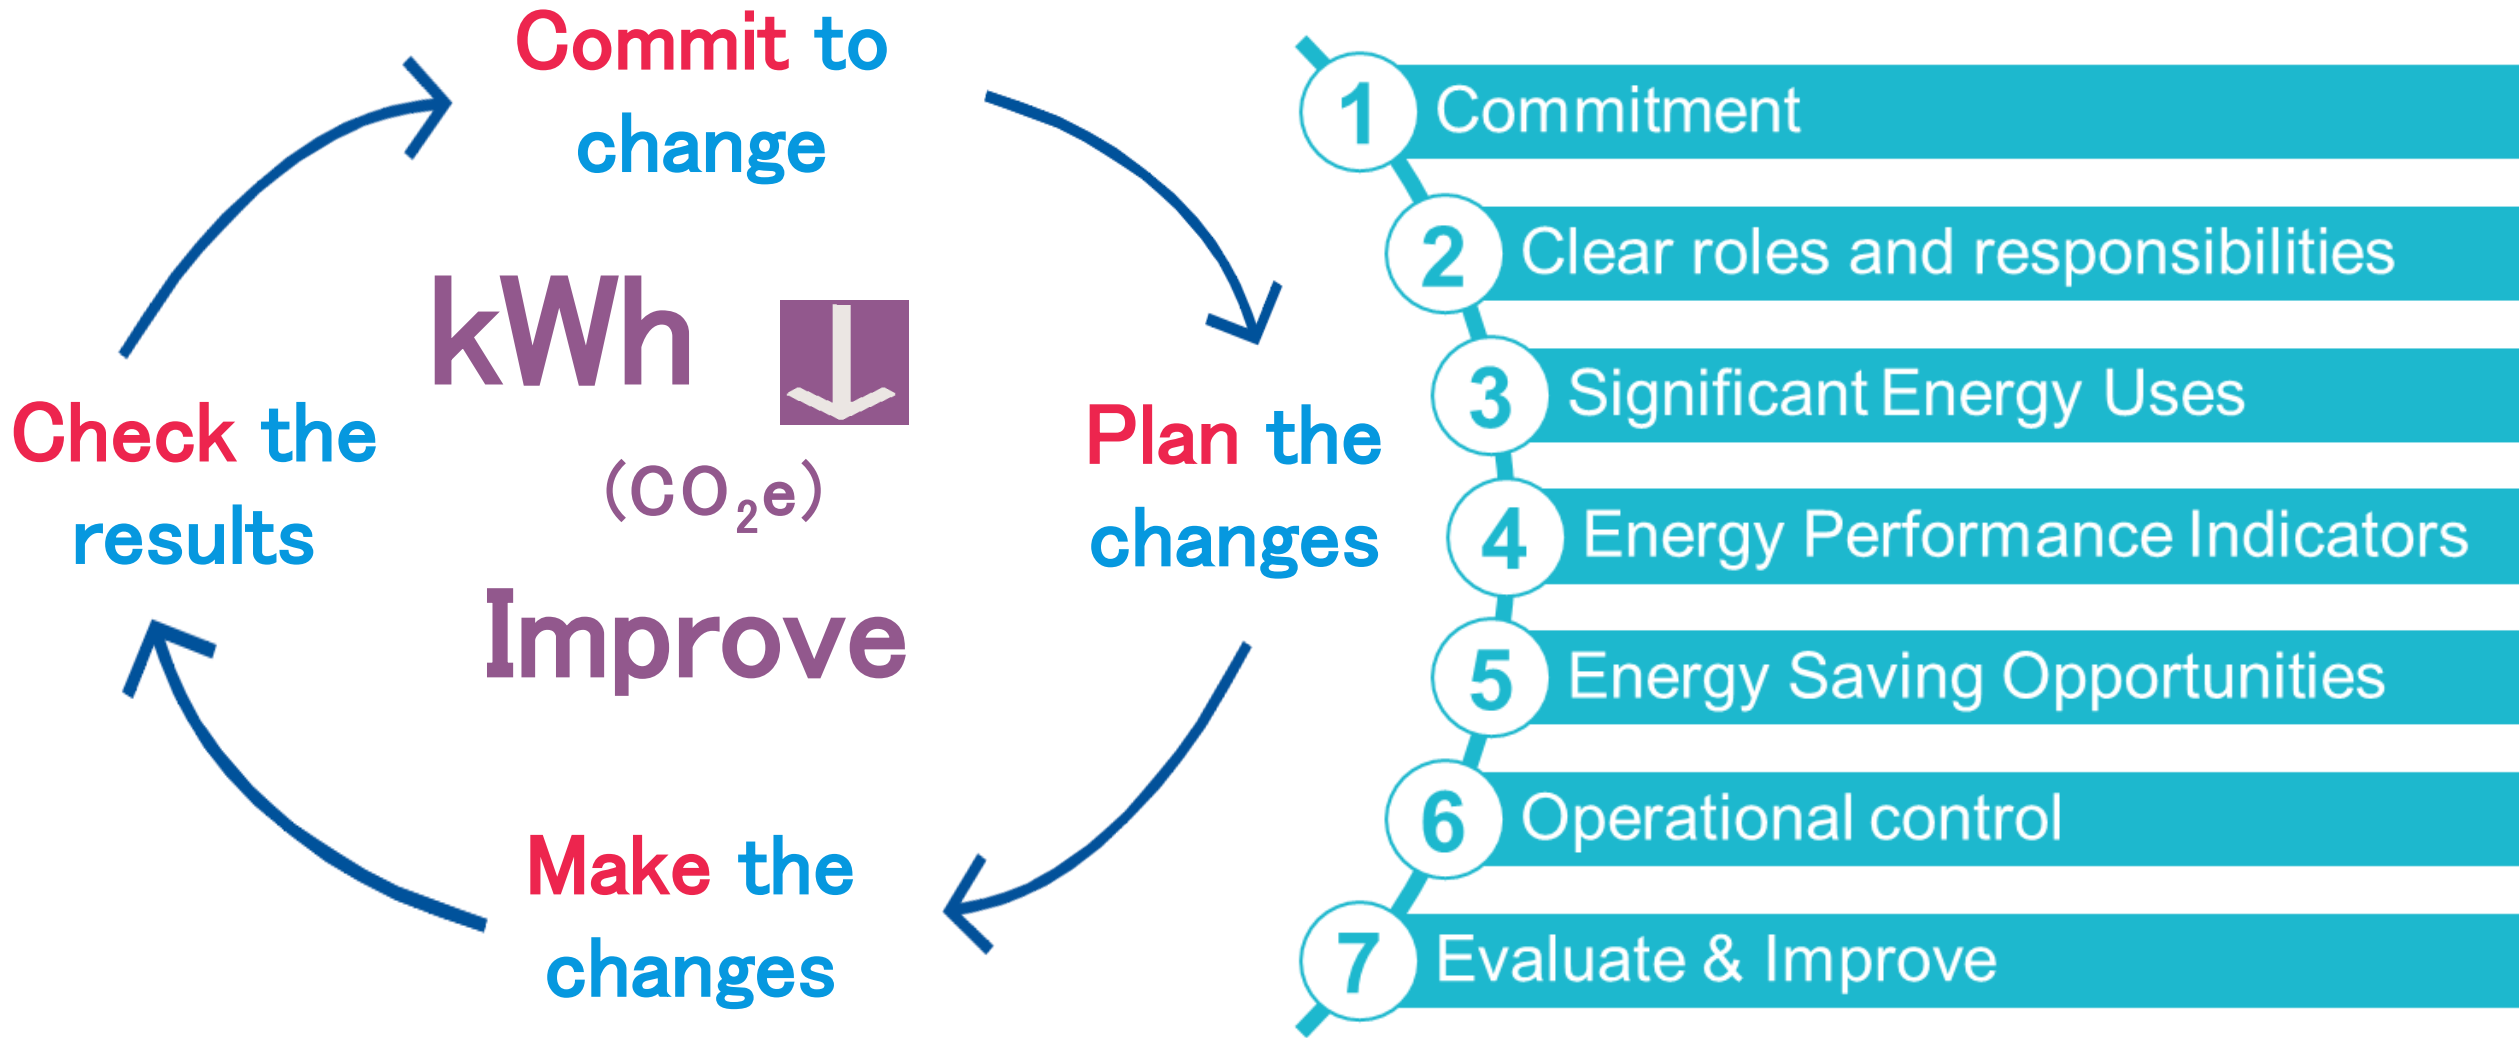 Commit to
change
kWh
(CO₂e)
Improve
Check the
results
Plan the
changes
Make the
changes
1 Commitment
2 Clear roles and responsibilities
3 Significant Energy Uses
4 Energy Performance Indicators
5 Energy Saving Opportunities
6 Operational control
7 Evaluate & Improve